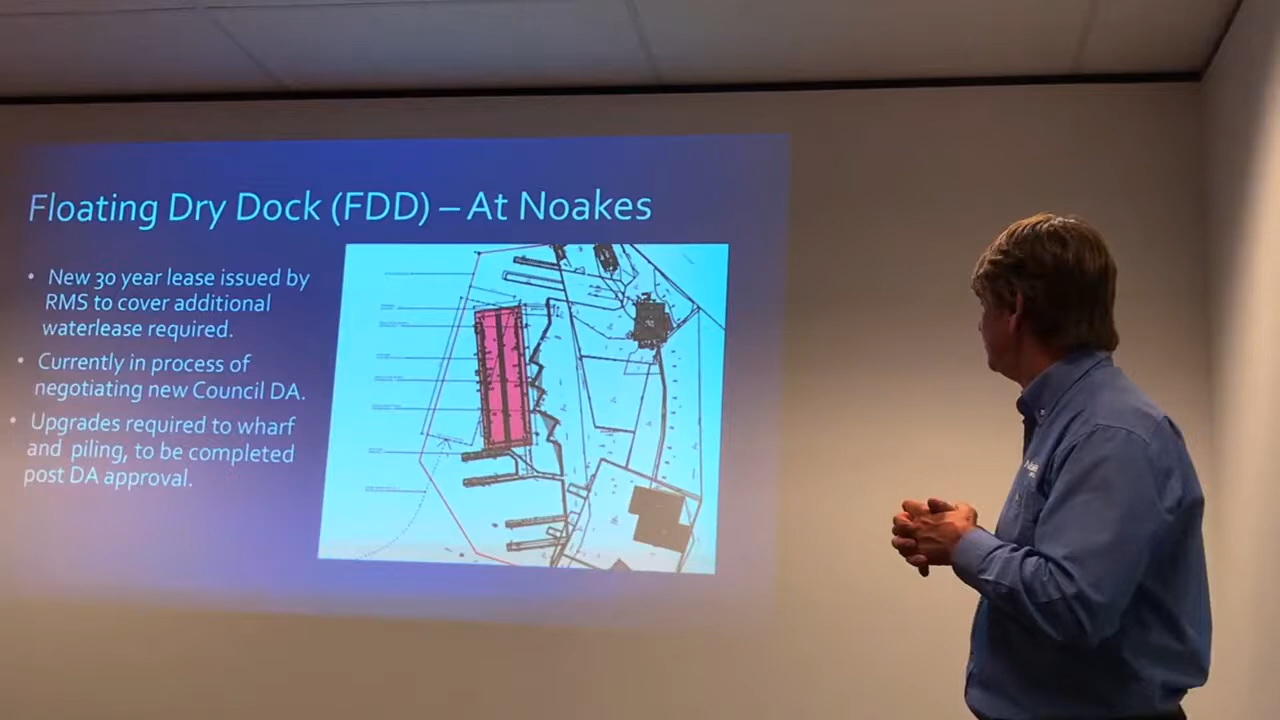 Floating Dry Dock (FDD) – At Noakes
• New 30 year lease issued by
RMS to cover additional
waterlease required.
• Currently in process of
negotiating new Council DA.
• Upgrades required to wharf
and piling, to be completed
post DA approval.